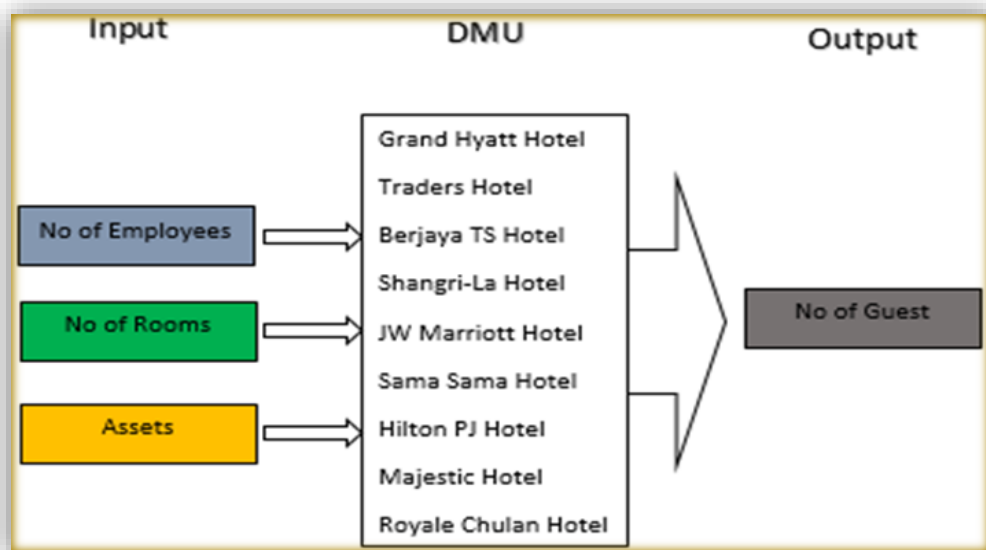 Input
DMU
Output
No of Employees
No of Rooms
Assets
Grand Hyatt Hotel
Traders Hotel
Berjaya TS Hotel
Shangri-La Hotel
JW Marriott Hotel
Sama Sama Hotel
Hilton PJ Hotel
Majestic Hotel
Royale Chulan Hotel
No of Guest